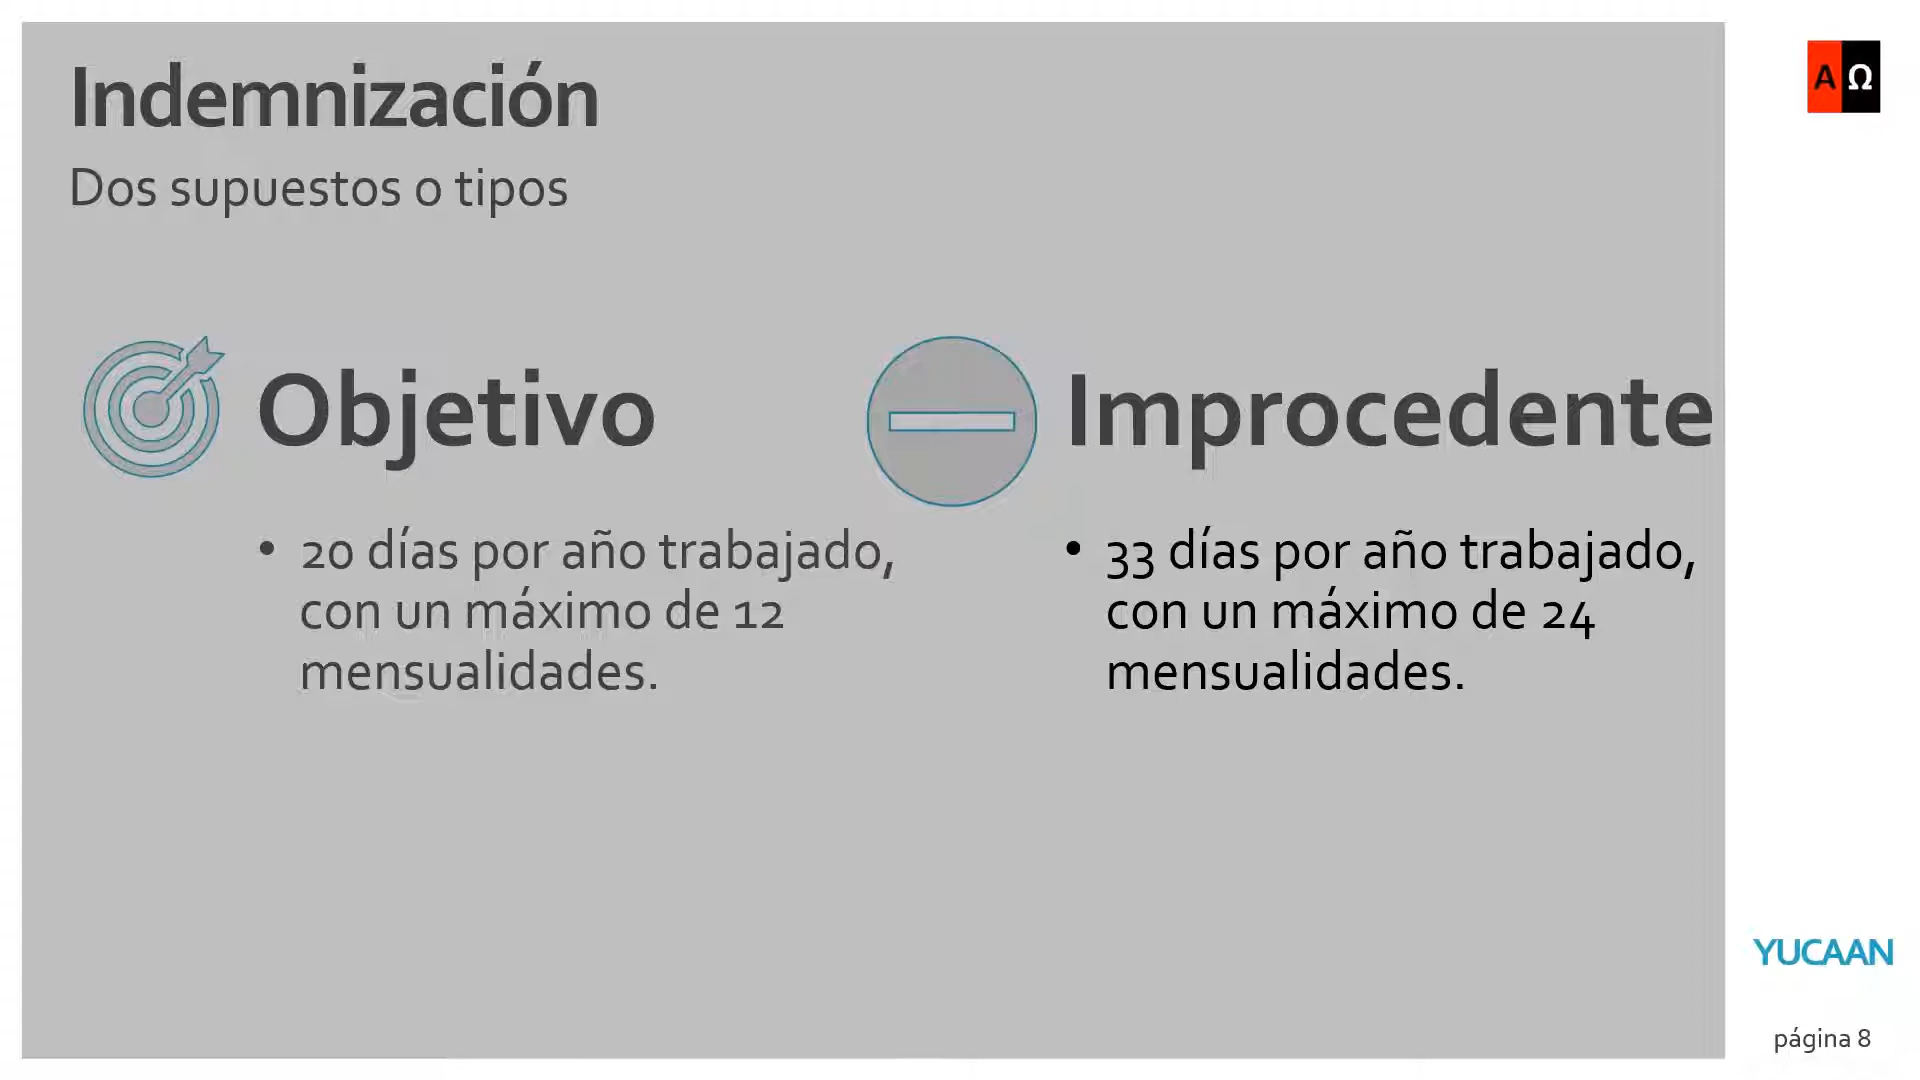 Indemnización
Dos supuestos o tipos
Objetivo
• 20 días por año trabajado,
con un máximo de 12
mensualidades.
Improcedente
• 33 días por año trabajado,
con un máximo de 24
mensualidades.
AΩ
YUCAAN
página 8